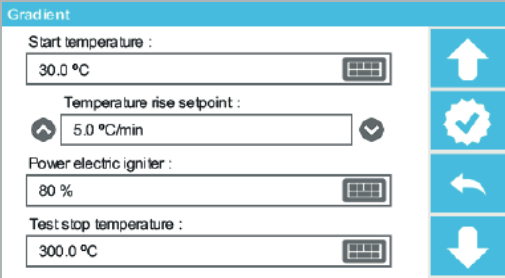 Gradient
Start temperature :
30.0 ºC
Temperature rise setpoint :
5.0 ºC/min
Power electric igniter :
80 %
Test stop temperature :
300.0 ºC